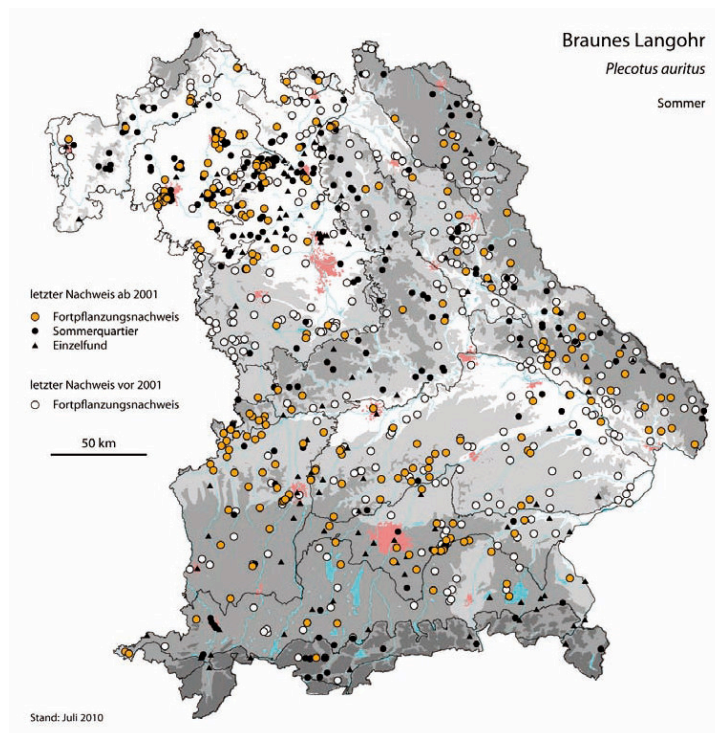 Braunes Langohr
Plecotus auritus
Sommer
letzter Nachweis ab 2001
Fortpflanzungsnachweis
Sommerquartier
Einzelfund
letzter Nachweis vor 2001
Fortpflanzungsnachweis
50 km
Stand: Juli 2010